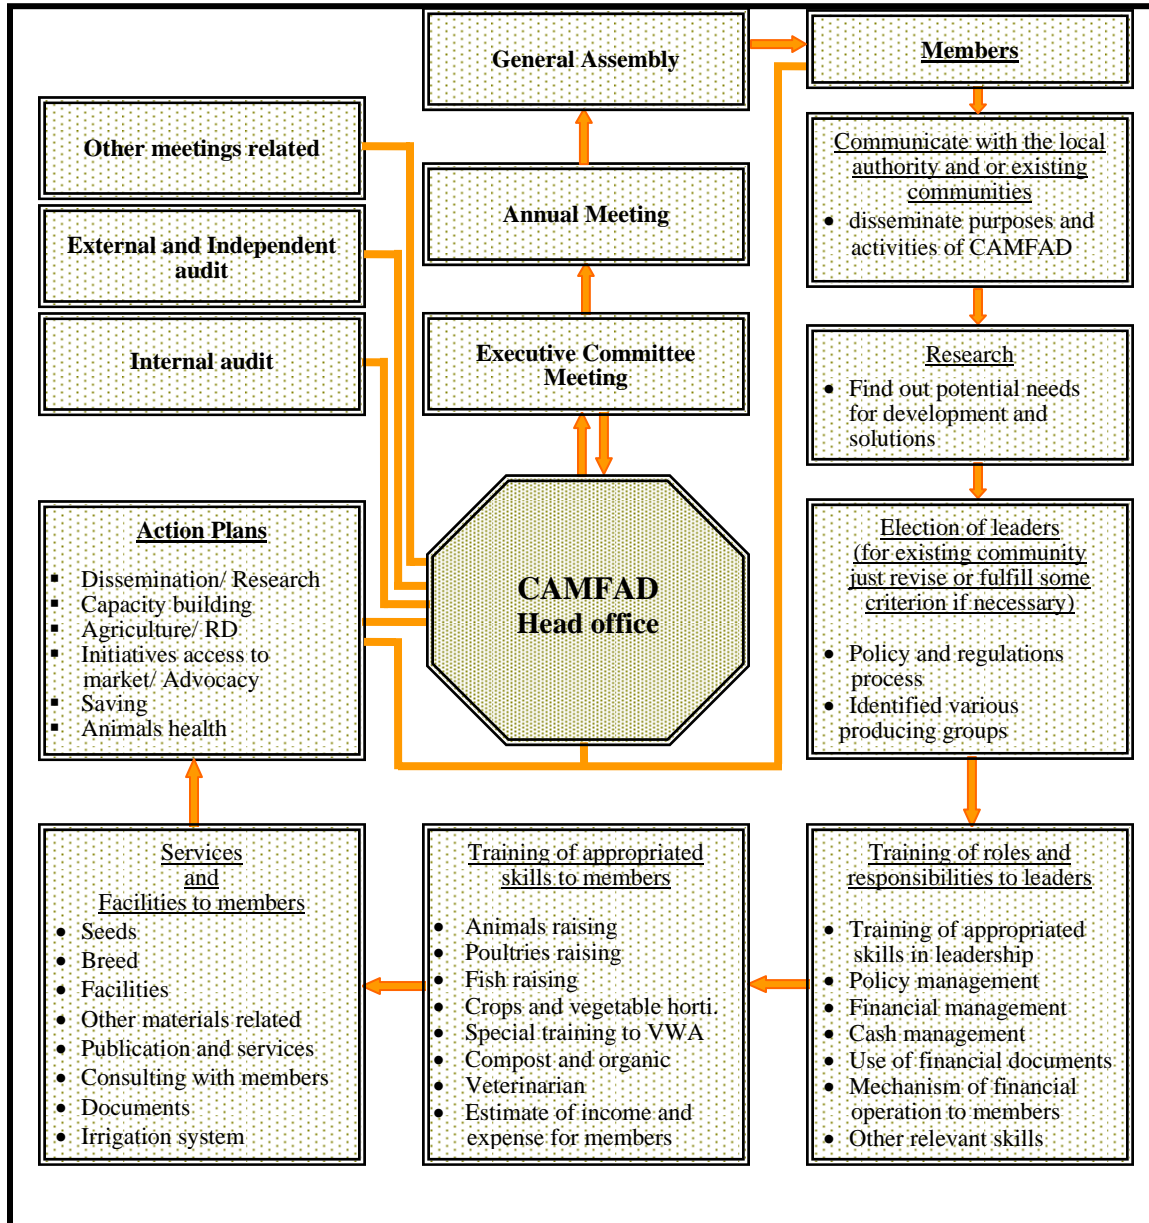 General Assembly
Members
Other meetings related
Communicate with the local
authority and or existing
communities
• disseminate purposes and
activities of CAMFAD
Annual Meeting
External and Independent
audit
Internal audit
Executive Committee
Meeting
Research
• Find out potential needs
for development and
solutions
CAMFAD
Head office
Action Plans
▪ Dissemination/ Research
▪ Capacity building
▪ Agriculture/ RD
▪ Initiatives access to
market/ Advocacy
▪ Saving
▪ Animals health
Election of leaders
(for existing community
just revise or fulfill some
criterion if necessary)
• Policy and regulations
process
• Identified various
producing groups
Services
and
Facilities to members
• Seeds
• Breed
• Facilities
• Other materials related
• Publication and services
• Consulting with members
• Documents
• Irrigation system
Training of appropriated
skills to members
• Animals raising
• Poultries raising
• Fish raising
• Crops and vegetable horti.
• Special training to VWA
• Compost and organic
• Veterinarian
• Estimate of income and
expense for members
Training of roles and
responsibilities to leaders
• Training of appropriated
skills in leadership
• Policy management
• Financial management
• Cash management
• Use of financial documents
• Mechanism of financial
operation to members
• Other relevant skills